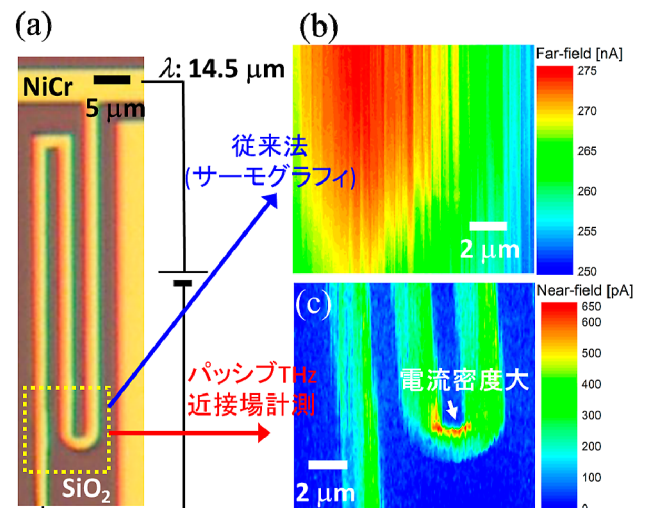 (a)
NiCr
5 μm
λ: 14.5 μm
SiO2
従来法
(サーモグラフィ)
パッシブTHz
近接場計測
(b)
Far-field [nA]
275
270
265
260
255
250
2 μm
(c)
Near-field [pA]
650
600
500
400
300
200
100
0
電流密度大
2 μm